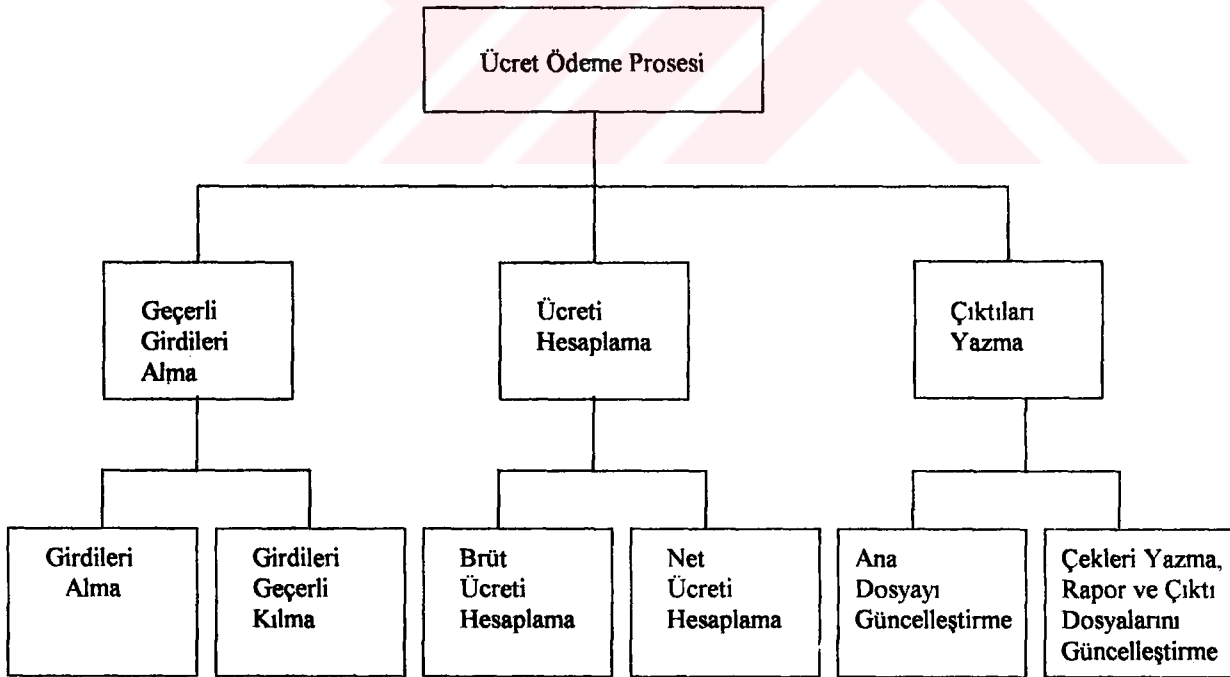 Ücret Ödeme Prosesi
Geçerli
Girdileri
Alma
Ücreti
Hesaplama
Çıktıları
Yazma
Girdileri
Alma
Girdileri
Geçerli
Kılma
Brüt
Ücreti
Hesaplama
Net
Ücreti
Hesaplama
Ana
Dosyayı
Güncelleştirme
Çekleri Yazma,
Rapor ve Çıktı
Dosyalarını
Güncelleştirme